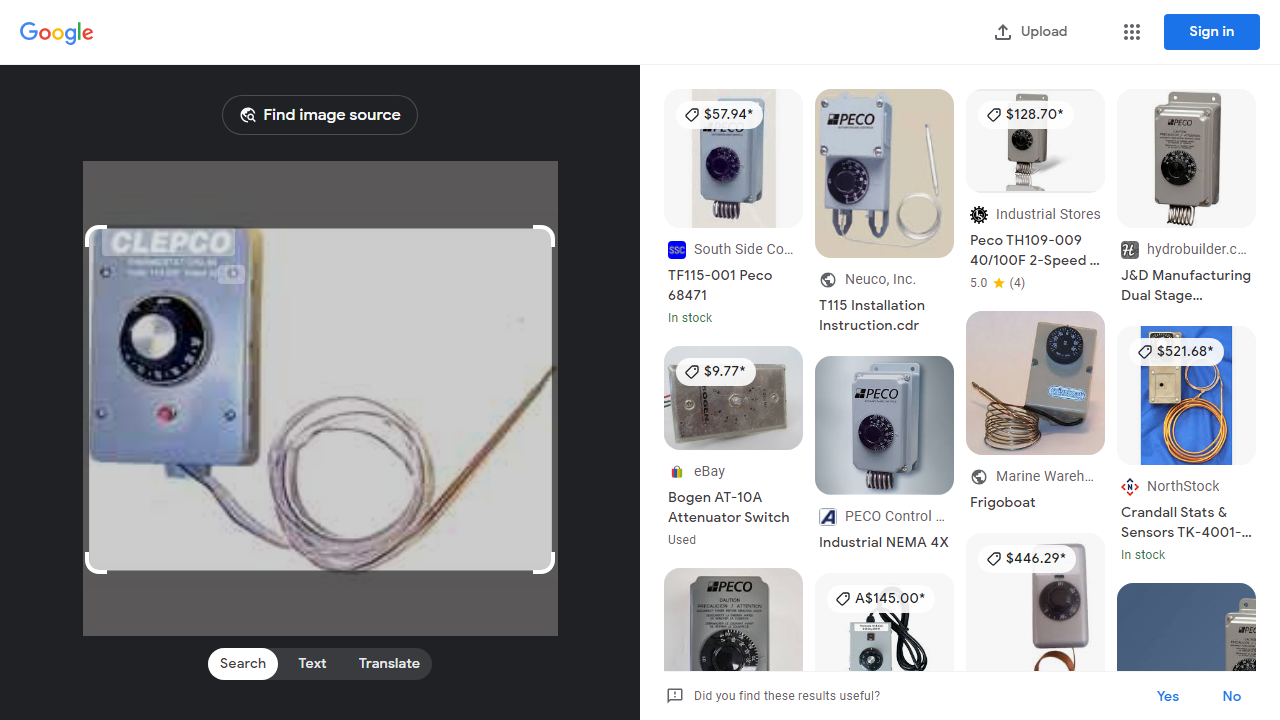 Google
Upload
Sign in
Find image source
CLEPCO
Search
Text
Translate
$57.94*
PECO
South Side Co...
TF115-001 Peco
68471
In stock
$9.77*
eBay
Bogen AT-10A
Attenuator Switch
Used
PECO
CAUTION
PRECAUCION / ATTENTION
PECO
Neuco, Inc.
T115 Installation
Instruction.cdr
PECO
PECO Control ...
Industrial NEMA 4X
A$145.00*
$128.70*
Industrial Stores
Peco TH109-009
40/100F 2-Speed ...
5.0
(4)
Marine Wareh...
Frigoboat
$446.29*
PECO
hydrobuilder.c...
J&D Manufacturing
Dual Stage...
$521.68*
NorthStock
Crandall Stats &
Sensors TK-4001-...
In stock
Did you find these results useful?
Yes
No